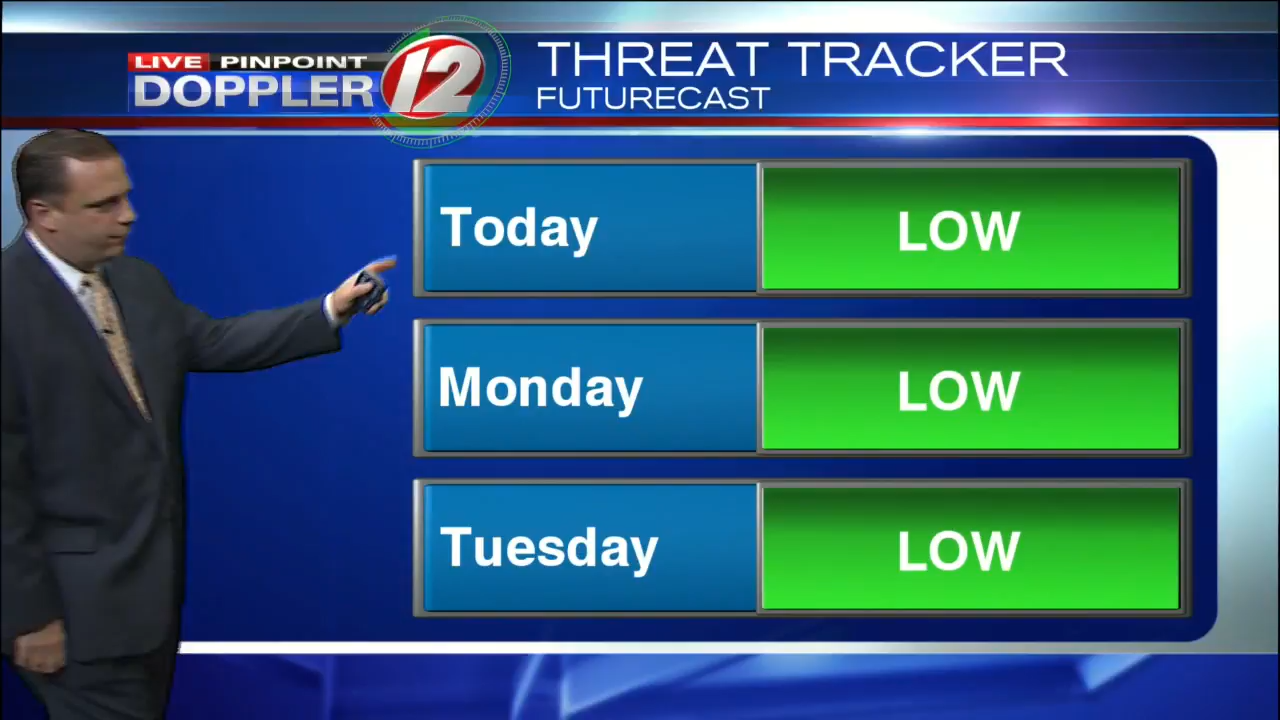 LIVE PINPOINT
DOPPLER 12
THREAT TRACKER
FUTURECAST
Today LOW
Monday LOW
Tuesday LOW